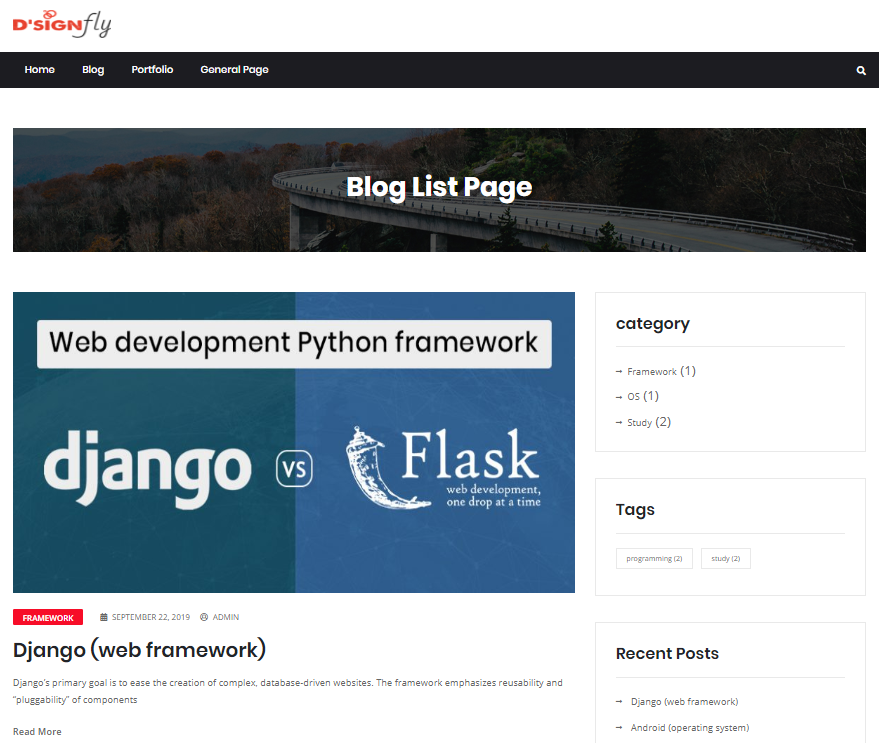 D'SIGNfly
Home Blog Portfolio General Page
Blog List Page
Web development Python framework
django
VS
Flask
web development,
one drop at a time
FRAMEWORK SEPTEMBER 22, 2019 ADMIN
Django (web framework)
Django’s primary goal is to ease the creation of complex, database-driven websites. The framework emphasizes reusability and
“pluggability” of components
Read More
category
→ Framework (1)
→ OS (1)
→ Study (2)
Tags
programming (2) study (2)
Recent Posts
→ Django (web framework)
→ Android (operating system)